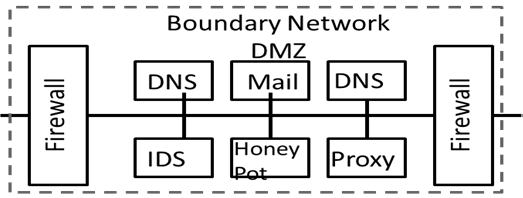 Boundary Network
DMZ
Firewall
DNS
Mail
DNS
IDS
Honey
Pot
Proxy
Firewall